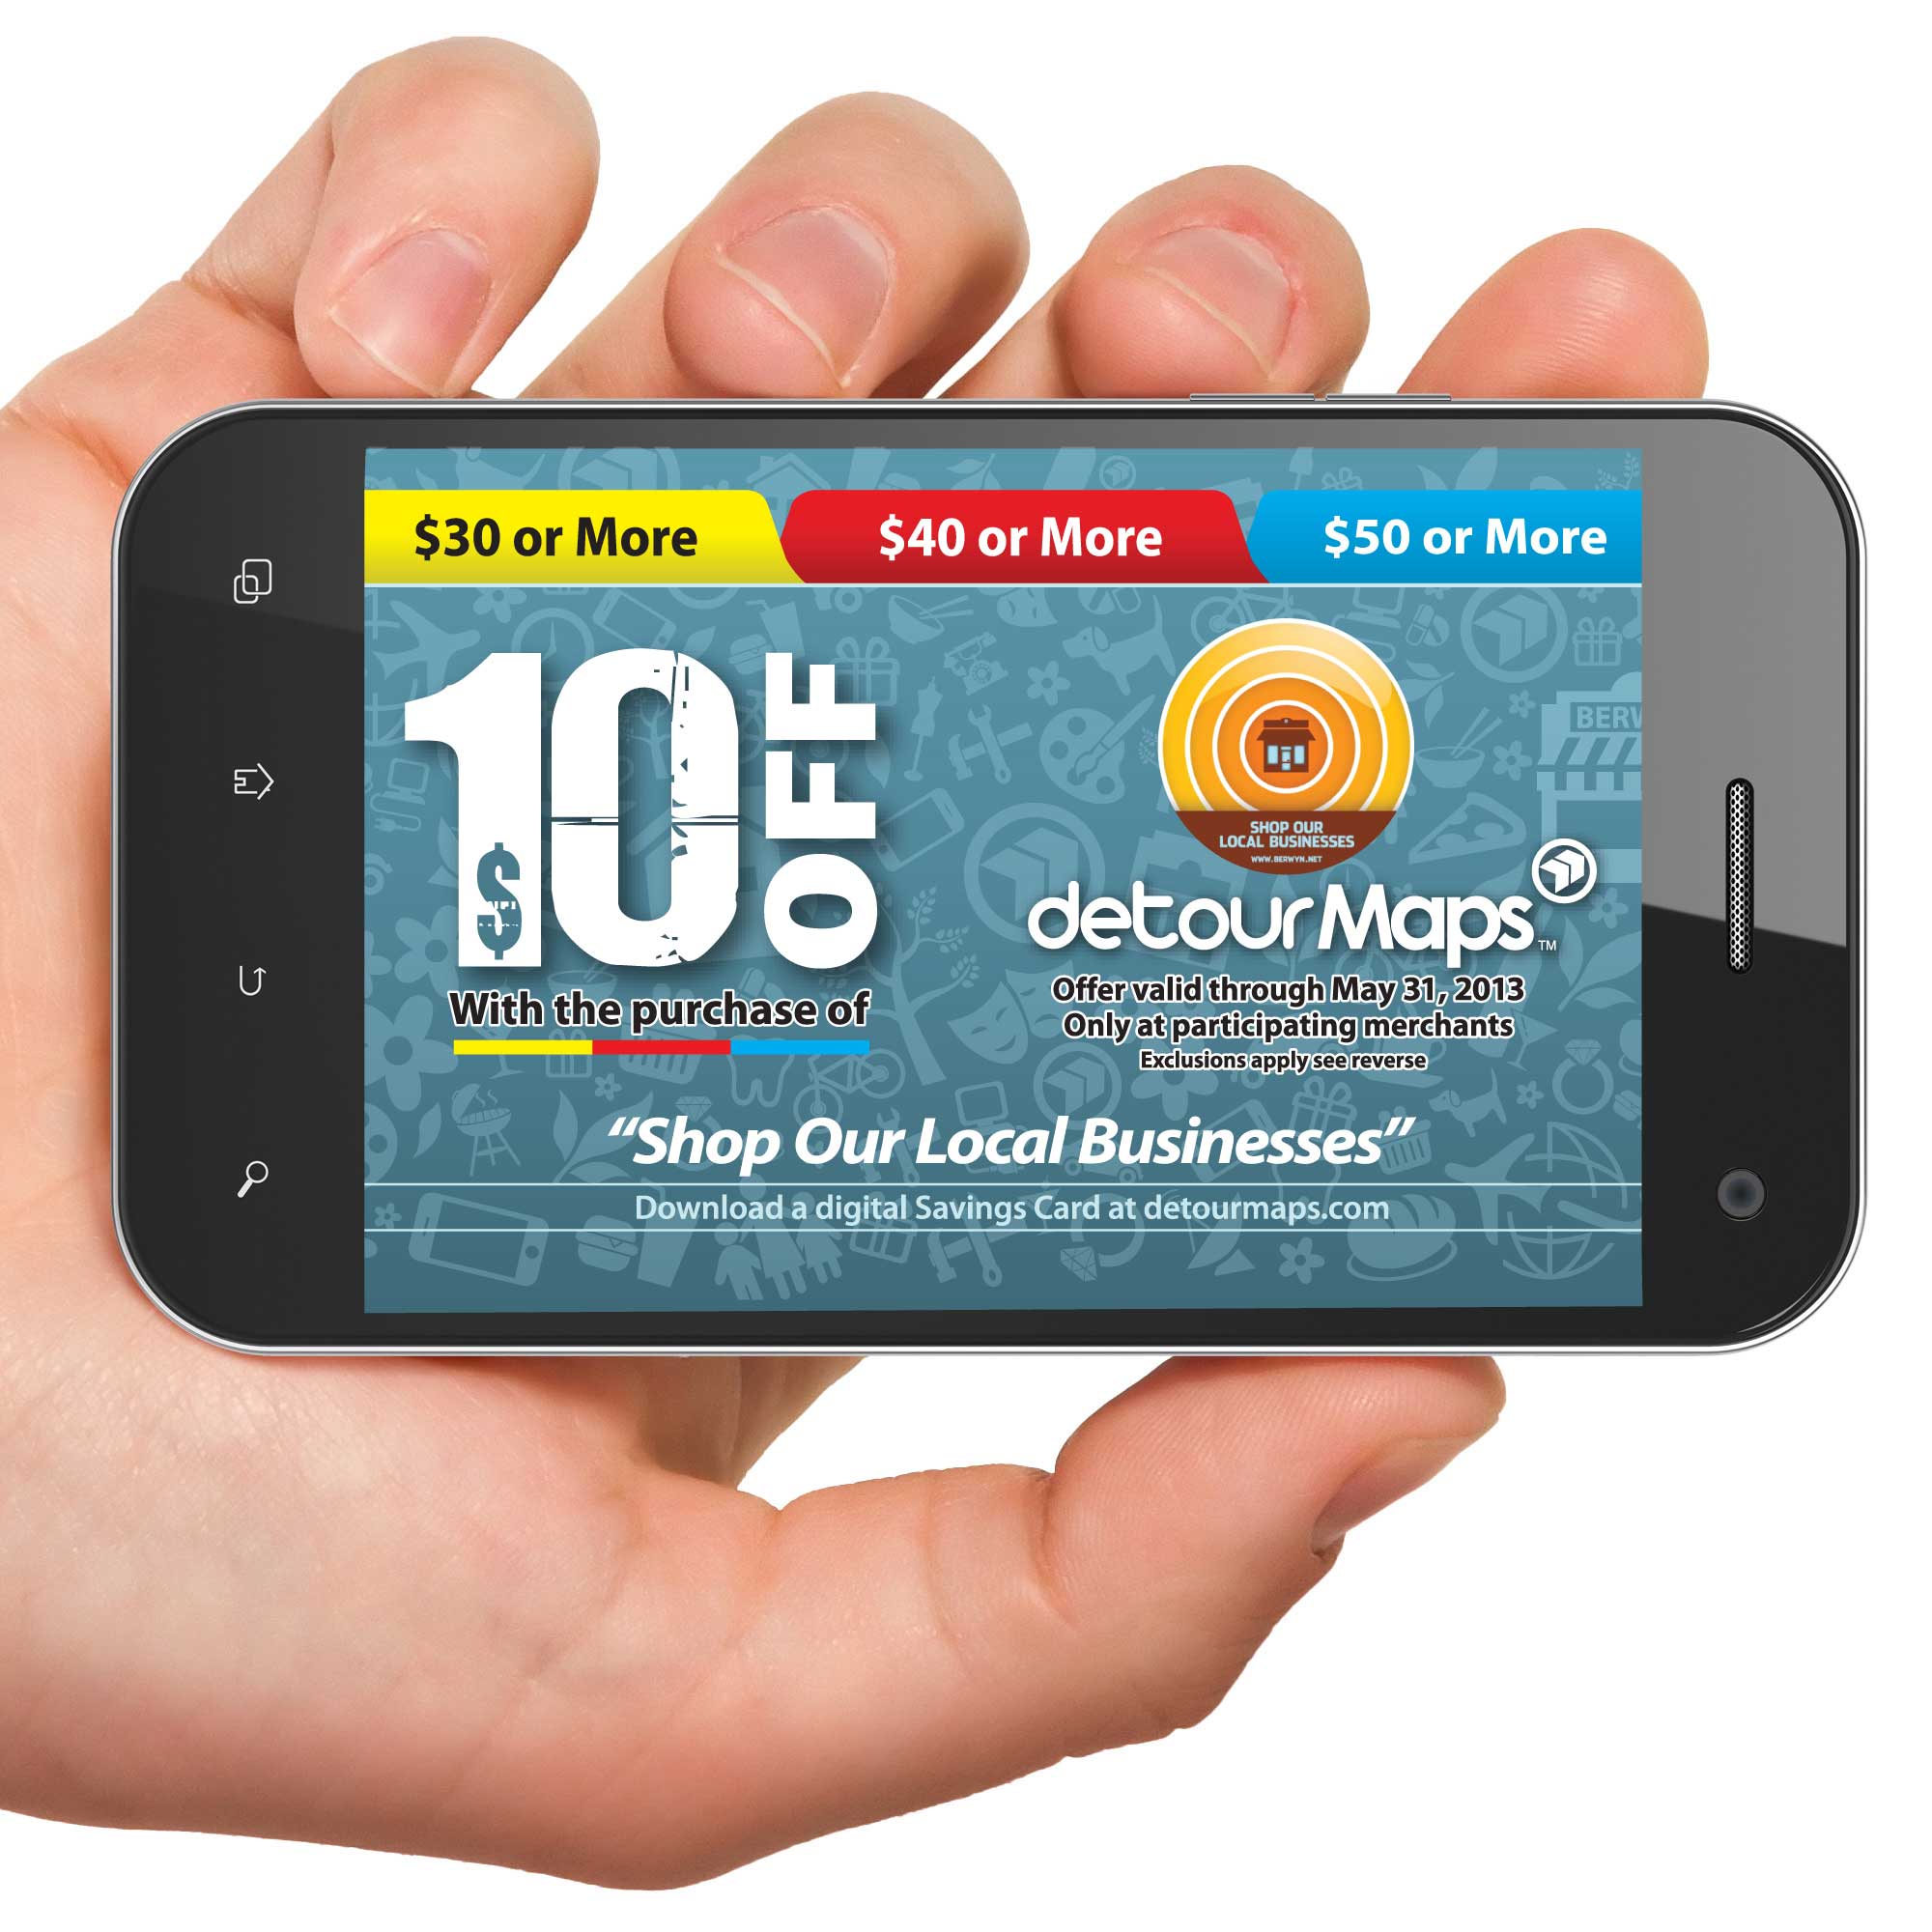 $30 or More
$40 or More
$50 or More
$10 OFF
With the purchase of
BERW
SHOP OUR
LOCAL BUSINESSES
WWW.BERWYN.NET
detourMaps™
Offer valid through May 31, 2013
Only at participating merchants
Exclusions apply see reverse
“Shop Our Local Businesses”
Download a digital Savings Card at detourmaps.com